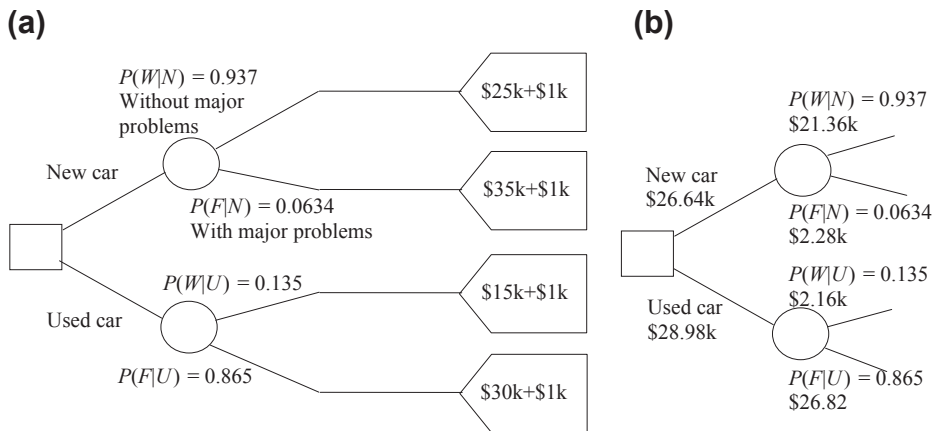 (a)
P(W|N) = 0.937
Without major
problems
$25k+$1k
New car
$35k+$1k
P(F|N) = 0.0634
With major problems
P(W|U) = 0.135
$15k+$1k
Used car
P(F|U) = 0.865
$30k+$1k
(b)
P(W|N) = 0.937
$21.36k
New car
$26.64k
P(F|N) = 0.0634
$2.28k
P(W|U) = 0.135
$2.16k
Used car
$28.98k
P(F|U) = 0.865
$26.82